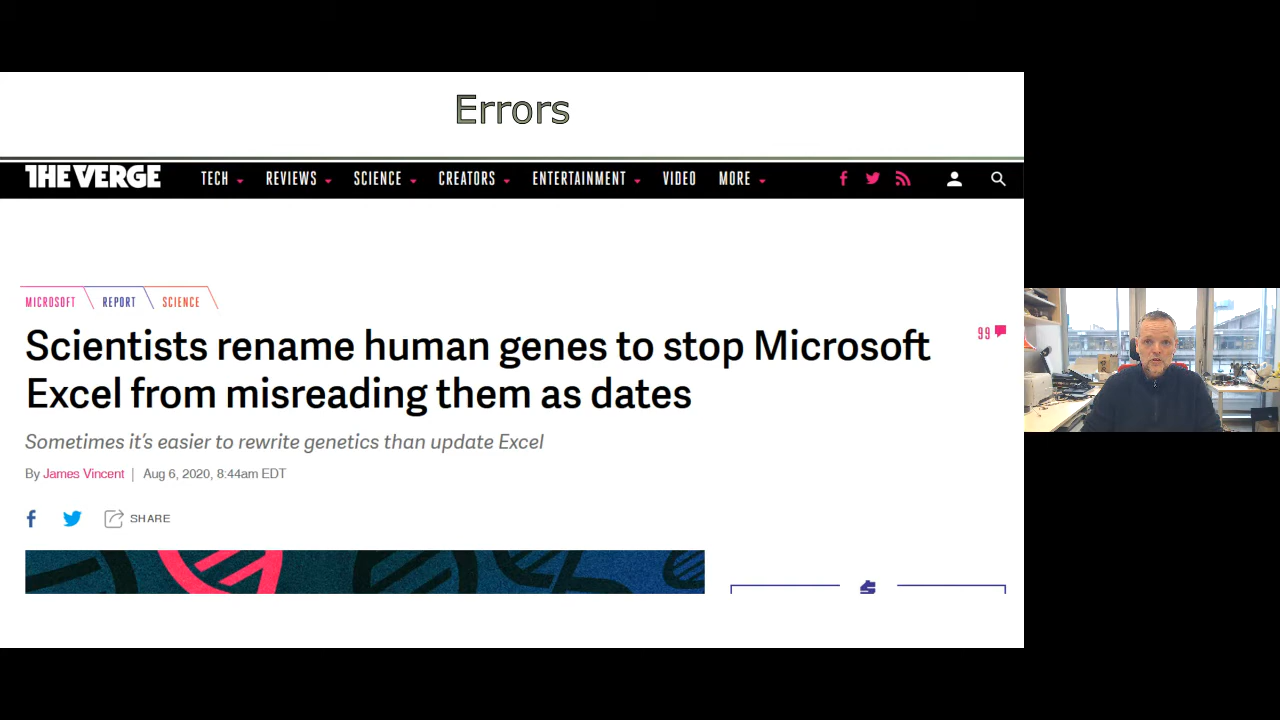 Errors
THE VERGE TECH REVIEWS SCIENCE CREATORS ENTERTAINMENT VIDEO MORE
MICROSOFT REPORT SCIENCE
Scientists rename human genes to stop Microsoft
Excel from misreading them as dates
99
Sometimes it's easier to rewrite genetics than update Excel
By James Vincent | Aug 6, 2020, 8:44am EDT
SHARE